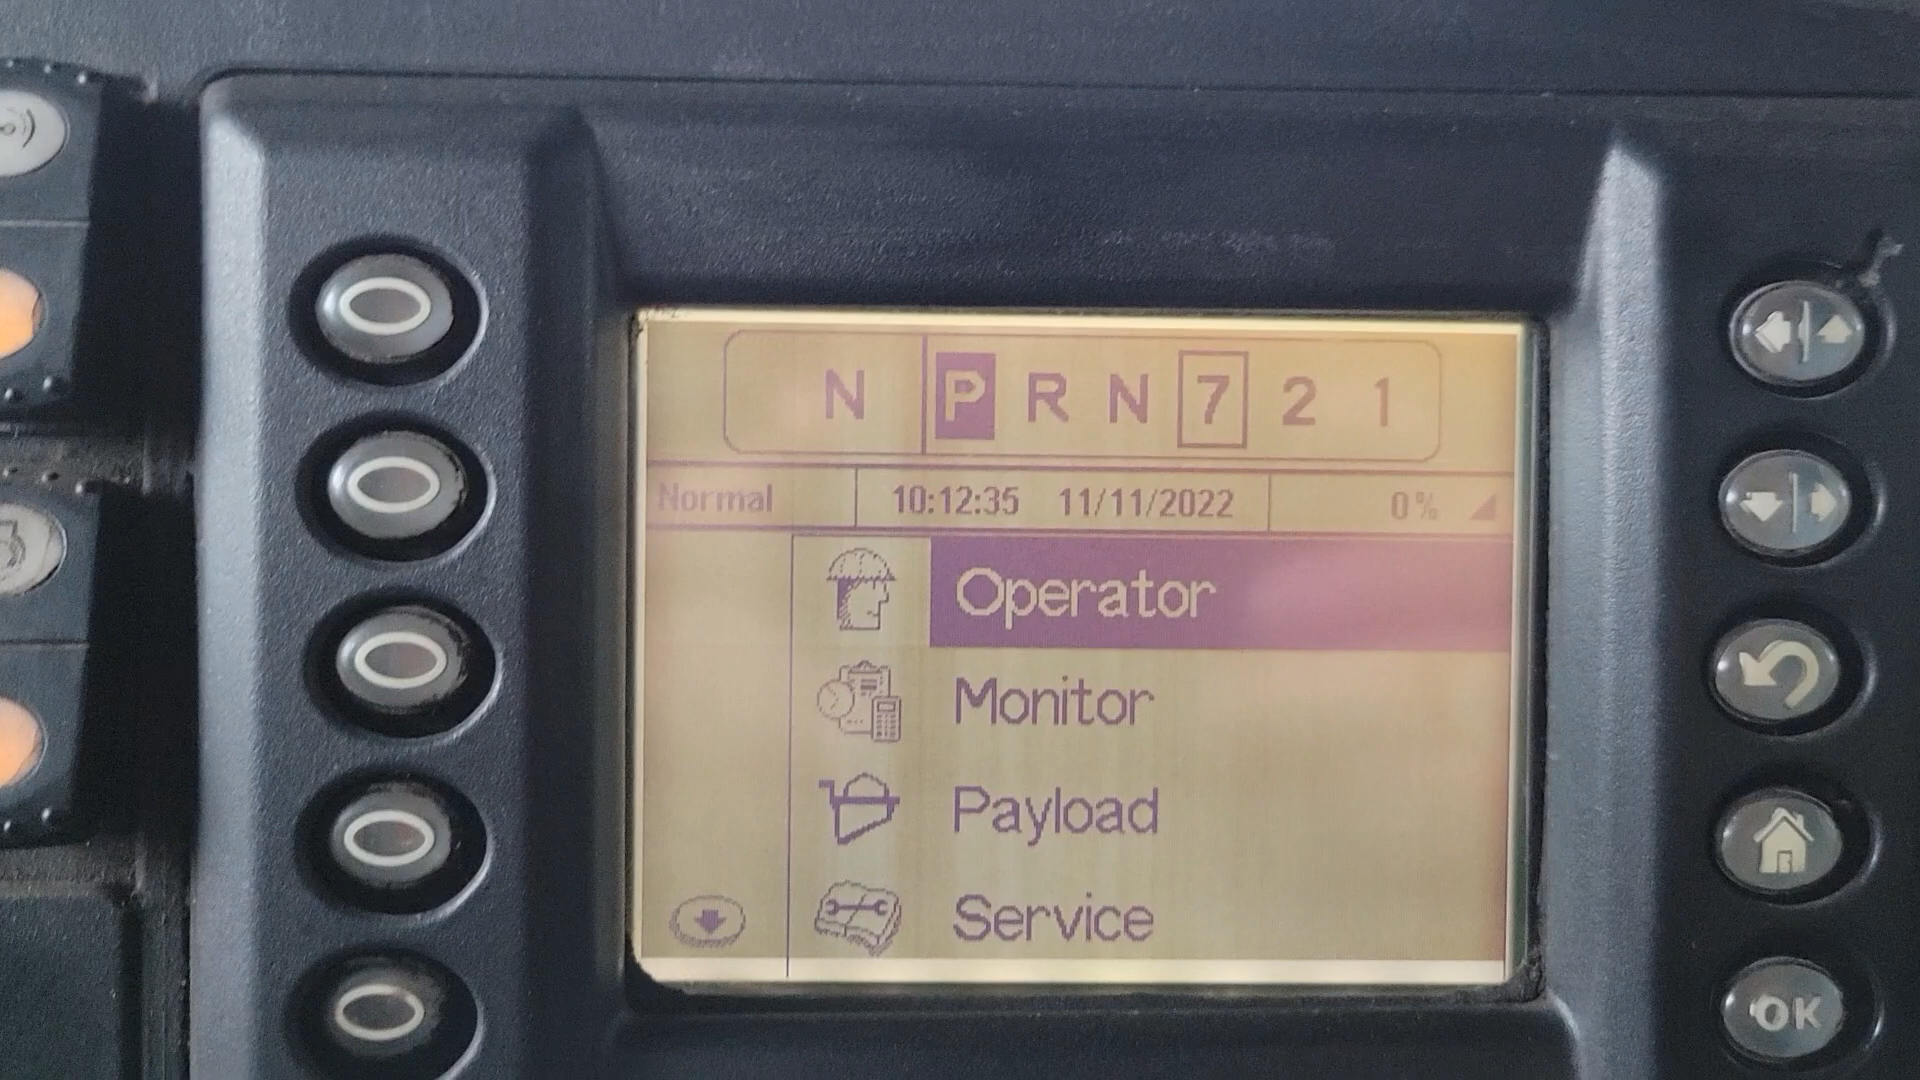 N P R N 7 2 1
Normal 10:12:35 11/11/2022 0%
Operator
Monitor
Payload
Service
OK